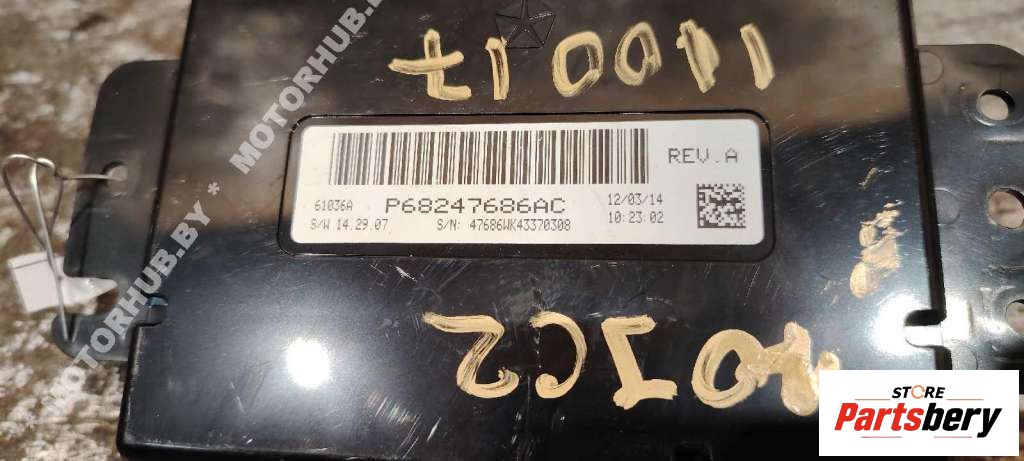 110017
REV.A
61036A P68247686AC 12/03/14
S/W 14.29.07 S/N: 47686WK43370308 10:23:02
MOTORHUB.BY * MOTORHUB.BY
STORE
Partsbery